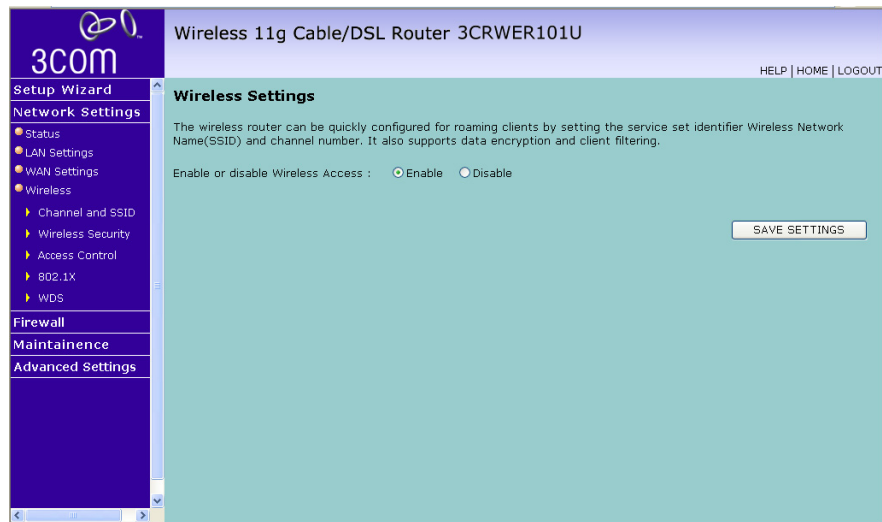 3COM
Wireless 11g Cable/DSL Router 3CRWER101U
HELP | HOME | LOGOUT
Setup Wizard
Network Settings
Status
LAN Settings
WAN Settings
Wireless
Channel and SSID
Wireless Security
Access Control
802.1X
WDS
Firewall
Maintainence
Advanced Settings
Wireless Settings
The wireless router can be quickly configured for roaming clients by setting the service set identifier Wireless Network
Name(SSID) and channel number. It also supports data encryption and client filtering.
Enable or disable Wireless Access : Enable Disable
SAVE SETTINGS